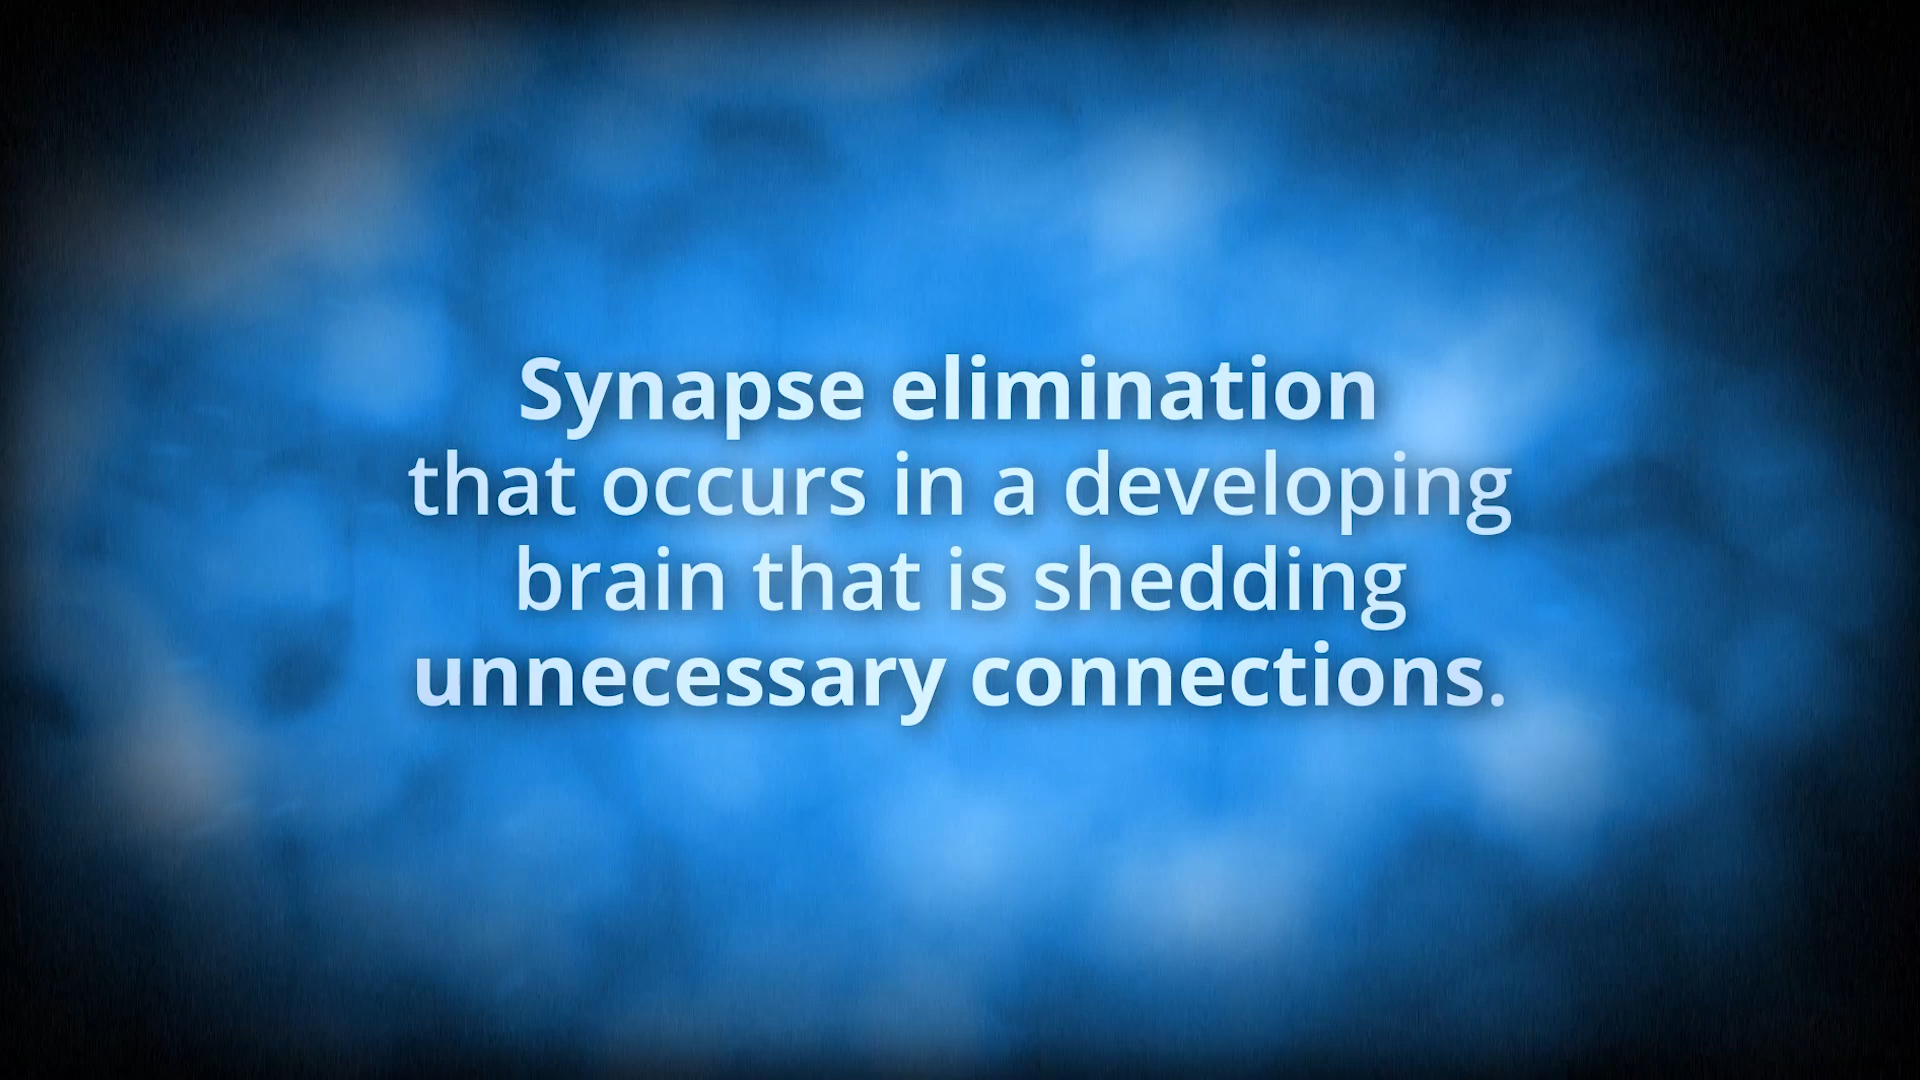 Synapse elimination
that occurs in a developing
brain that is shedding
unnecessary connections.